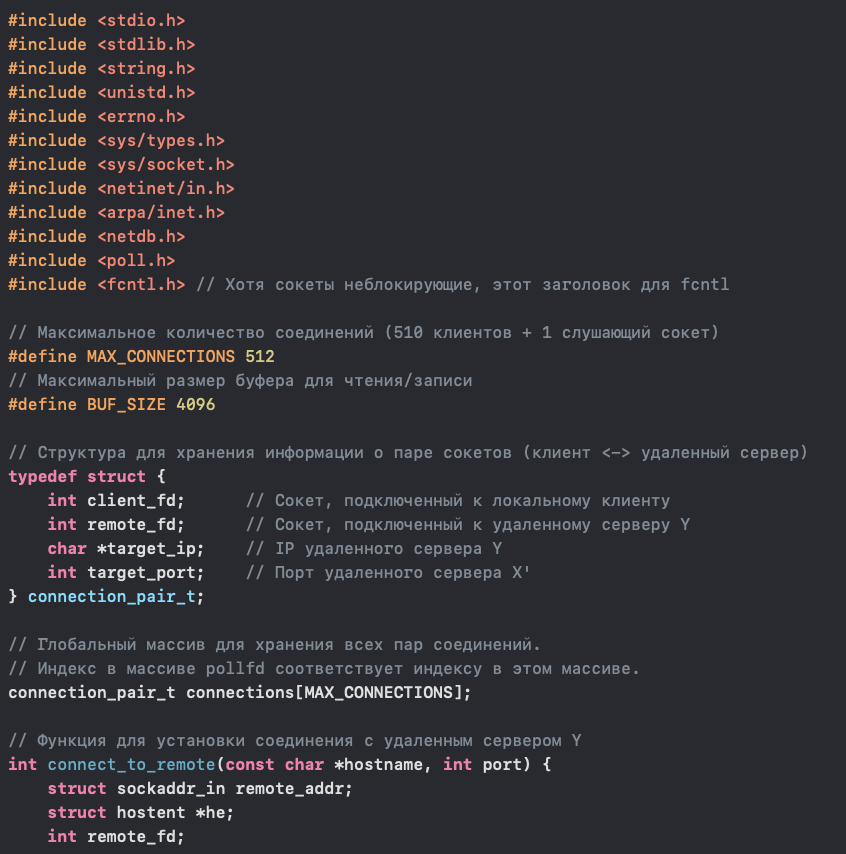 #include <stdio.h>
#include <stdlib.h>
#include <string.h>
#include <unistd.h>
#include <errno.h>
#include <sys/types.h>
#include <sys/socket.h>
#include <netinet/in.h>
#include <arpa/inet.h>
#include <netdb.h>
#include <poll.h>
#include <fcntl.h> // Хотя сокеты неблокирующие, этот заголовок для fcntl

// Максимальное количество соединений (510 клиентов + 1 слушающий сокет)
#define MAX_CONNECTIONS 512
// Максимальный размер буфера для чтения/записи
#define BUF_SIZE 4096

// Структура для хранения информации о паре сокетов (клиент <-> удаленный сервер)
typedef struct {
    int client_fd;      // Сокет, подключенный к локальному клиенту
    int remote_fd;      // Сокет, подключенный к удаленному серверу Y
    char *target_ip;    // IP удаленного сервера Y
    int target_port;    // Порт удаленного сервера X'
} connection_pair_t;

// Глобальный массив для хранения всех пар соединений.
// Индекс в массиве pollfd соответствует индексу в этом массиве.
connection_pair_t connections[MAX_CONNECTIONS];

// Функция для установки соединения с удаленным сервером Y
int connect_to_remote(const char *hostname, int port) {
    struct sockaddr_in remote_addr;
    struct hostent *he;
    int remote_fd;